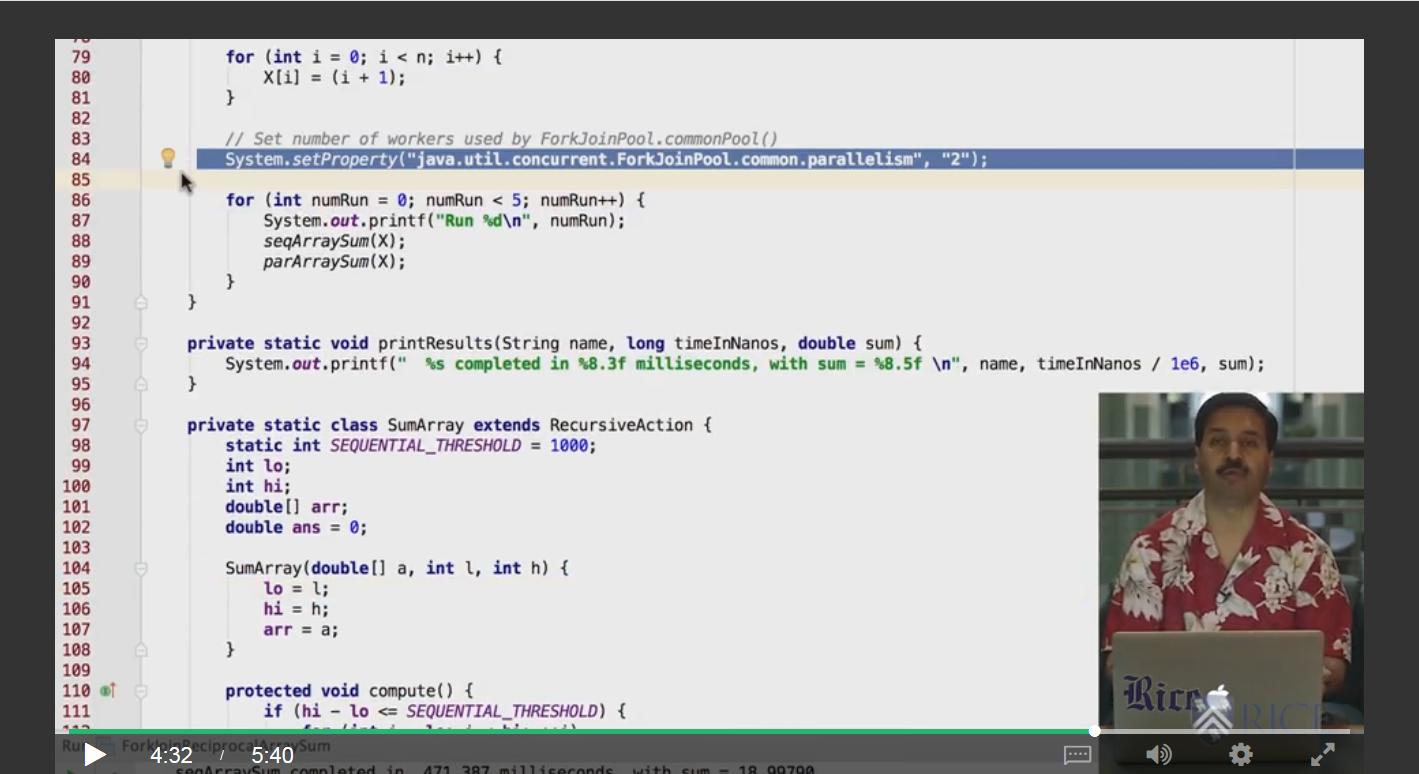 79 for (int i = 0; i < n; i++) {
80 X[i] = (i + 1);
81 }
82
83 // Set number of workers used by ForkJoinPool.commonPool()
84 System.setProperty("java.util.concurrent.ForkJoinPool.common.parallelism", "2");
85
86 for (int numRun = 0; numRun < 5; numRun++) {
87 System.out.printf("Run %d\n", numRun);
88 seqArraySum(X);
89 parArraySum(X);
90 }
91 }
92
93 private static void printResults(String name, long timeInNanos, double sum) {
94 System.out.printf("  %s completed in %8.3f milliseconds, with sum = %8.5f \n", name, timeInNanos / 1e6, sum);
95 }
96
97 private static class SumArray extends RecursiveAction {
98 static int SEQUENTIAL_THRESHOLD = 1000;
99 int lo;
100 int hi;
101 double[] arr;
102 double ans = 0;
103
104 SumArray(double[] a, int l, int h) {
105 lo = l;
106 hi = h;
107 arr = a;
108 }
109
110 protected void compute() {
111 if (hi - lo <= SEQUENTIAL_THRESHOLD) {
Rice
RICE
Run ForkJoinReciprocalArraySum
4:32 / 5:40
seqArraySum completed in 471.387 milliseconds, with sum = 18.99790